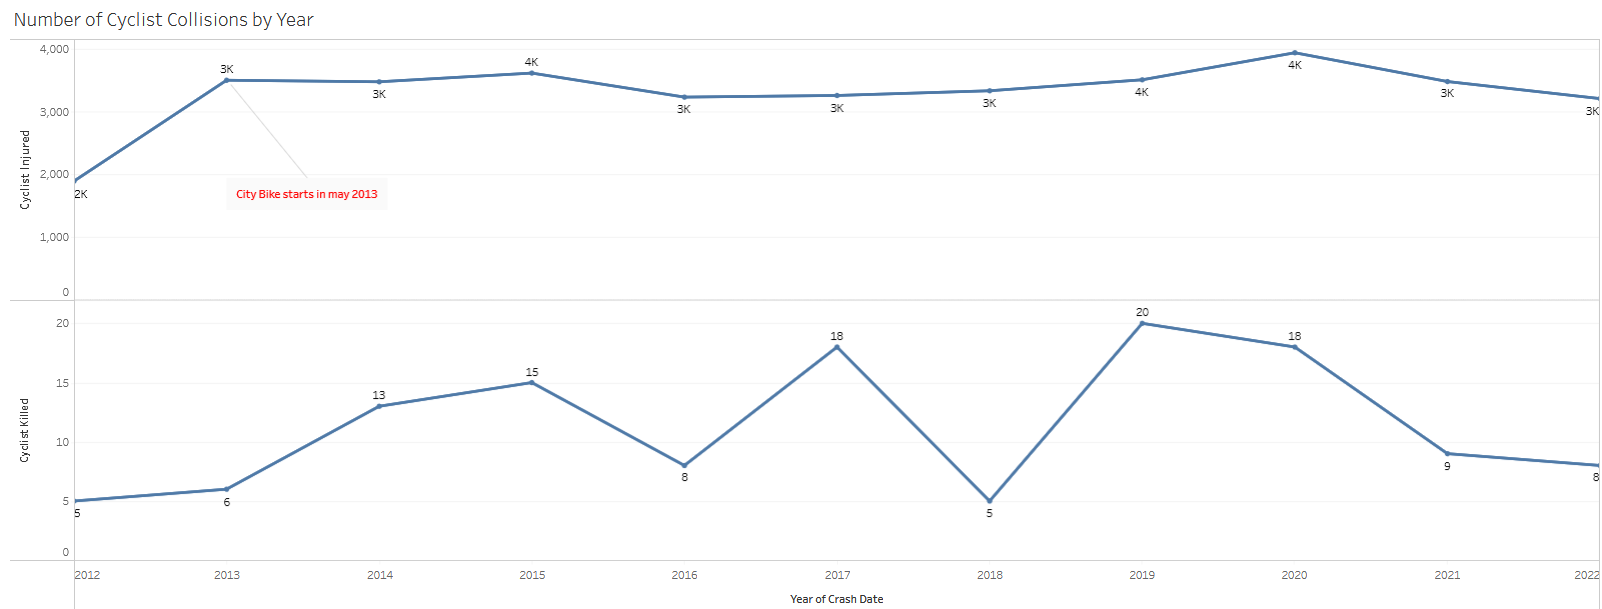 Number of Cyclist Collisions by Year
4,000
3,000
2,000
1,000
0
Cyclist Injured
2K
3K
3K
4K
3K
3K
3K
4K
4K
3K
3K
City Bike starts in may 2013
20
15
10
5
0
Cyclist Killed
5
6
13
15
8
18
5
20
18
9
8
2012 2013 2014 2015 2016 2017 2018 2019 2020 2021 2022
Year of Crash Date